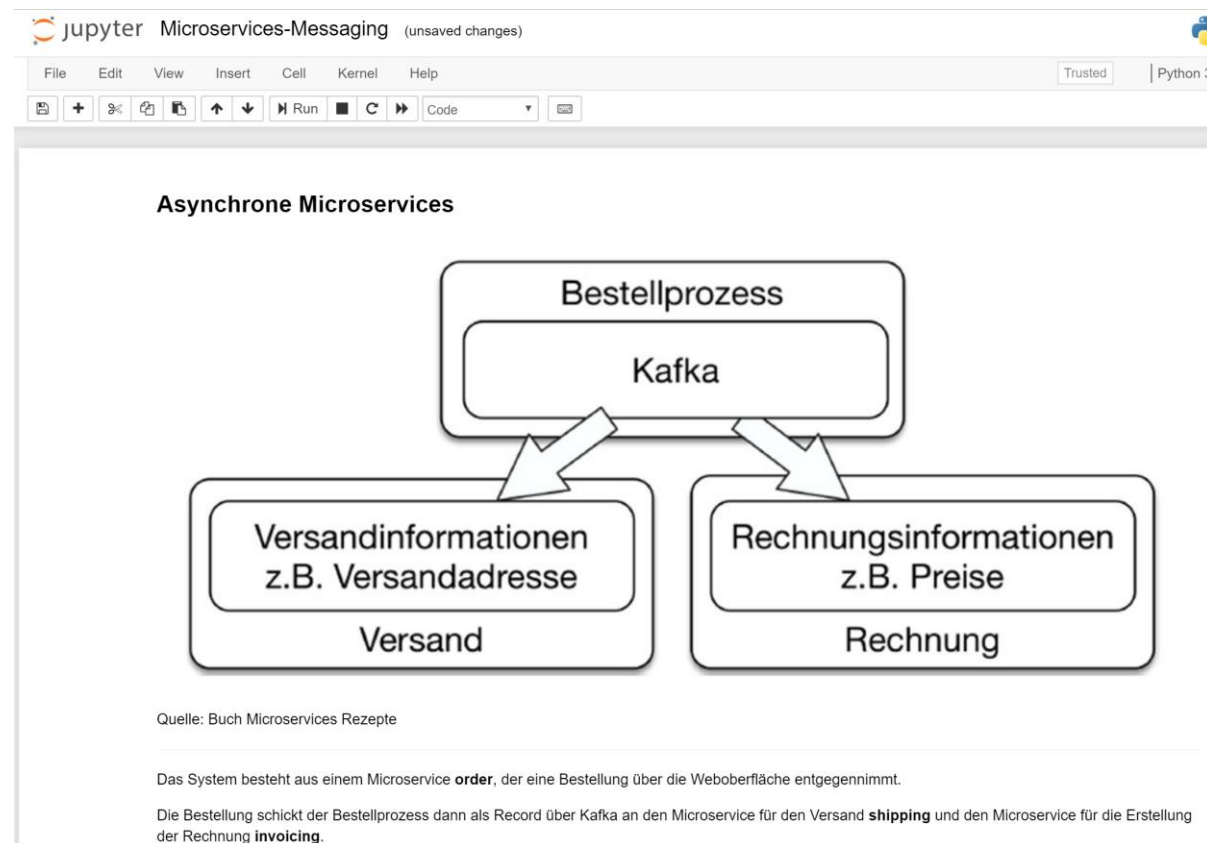 jupyter Microservices-Messaging (unsaved changes)
File Edit View Insert Cell Kernel Help Trusted Python 3
Run Code
Asynchrone Microservices
Bestellprozess
Kafka
Versandinformationen
z.B. Versandadresse
Versand
Rechnungsinformationen
z.B. Preise
Rechnung
Quelle: Buch Microservices Rezepte
Das System besteht aus einem Microservice order, der eine Bestellung über die Weboberfläche entgegennimmt.
Die Bestellung schickt der Bestellprozess dann als Record über Kafka an den Microservice für den Versand shipping und den Microservice für die Erstellung
der Rechnung invoicing.